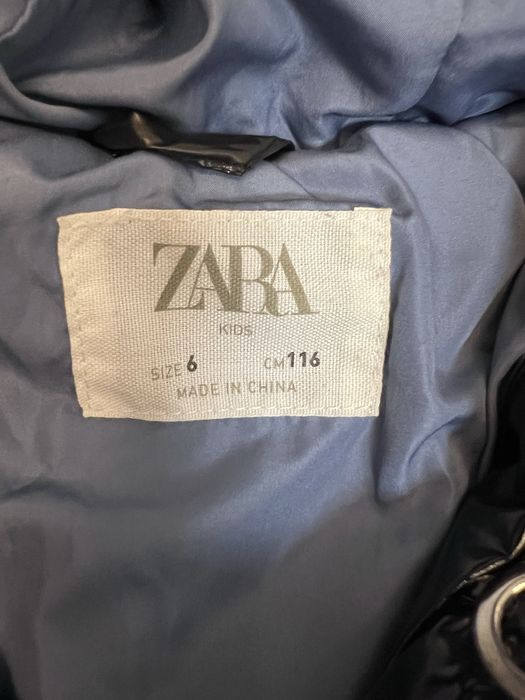 ZARA
KIDS
SIZE 6 CM 116
MADE IN CHINA